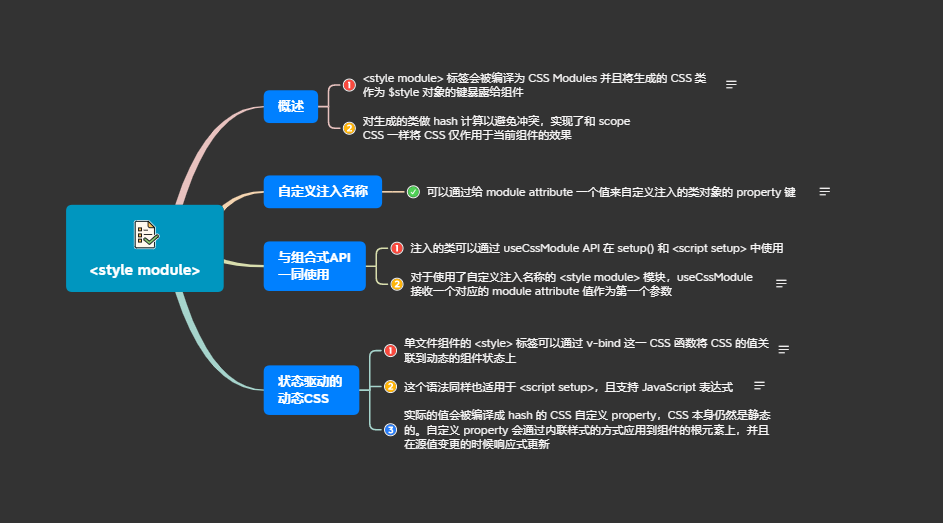 <style module>
概述
1
<style module> 标签会被编译为 CSS Modules 并且将生成的 CSS 类
作为 $style 对象的键暴露给组件
2
对生成的类做 hash 计算以避免冲突，实现了和 scope
CSS 一样将 CSS 仅作用于当前组件的效果
自定义注入名称
可以通过给 module attribute 一个值来自定义注入的类对象的 property 键
与组合式API
一同使用
1
注入的类可以通过 useCssModule API 在 setup() 和 <script setup> 中使用
2
对于使用了自定义注入名称的 <style module> 模块，useCssModule
接收一个对应的 module attribute 值作为第一个参数
状态驱动的
动态CSS
1
单文件组件的 <style> 标签可以通过 v-bind 这一 CSS 函数将 CSS 的值关
联到动态的组件状态上
2
这个语法同样也适用于 <script setup>，且支持 JavaScript 表达式
3
实际的值会被编译成 hash 的 CSS 自定义 property，CSS 本身仍然是静态
的。自定义 property 会通过内联样式的方式应用到组件的根元素上，并且
在源值变更的时候响应式更新